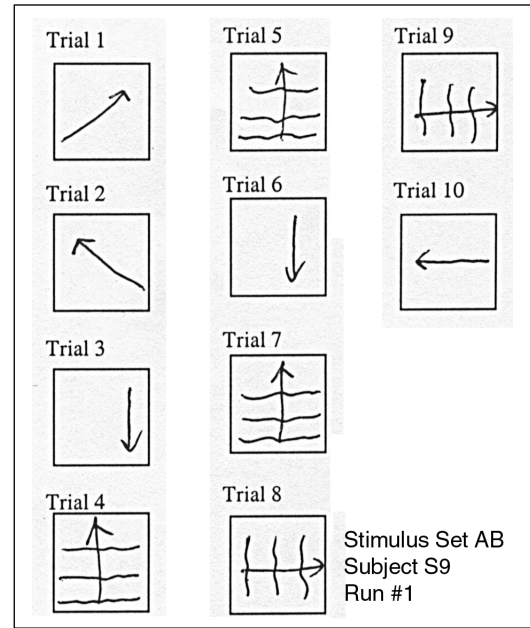 Trial 1
Trial 2
Trial 3
Trial 4
Trial 5
Trial 6
Trial 7
Trial 8
Trial 9
Trial 10
Stimulus Set AB
Subject S9
Run #1